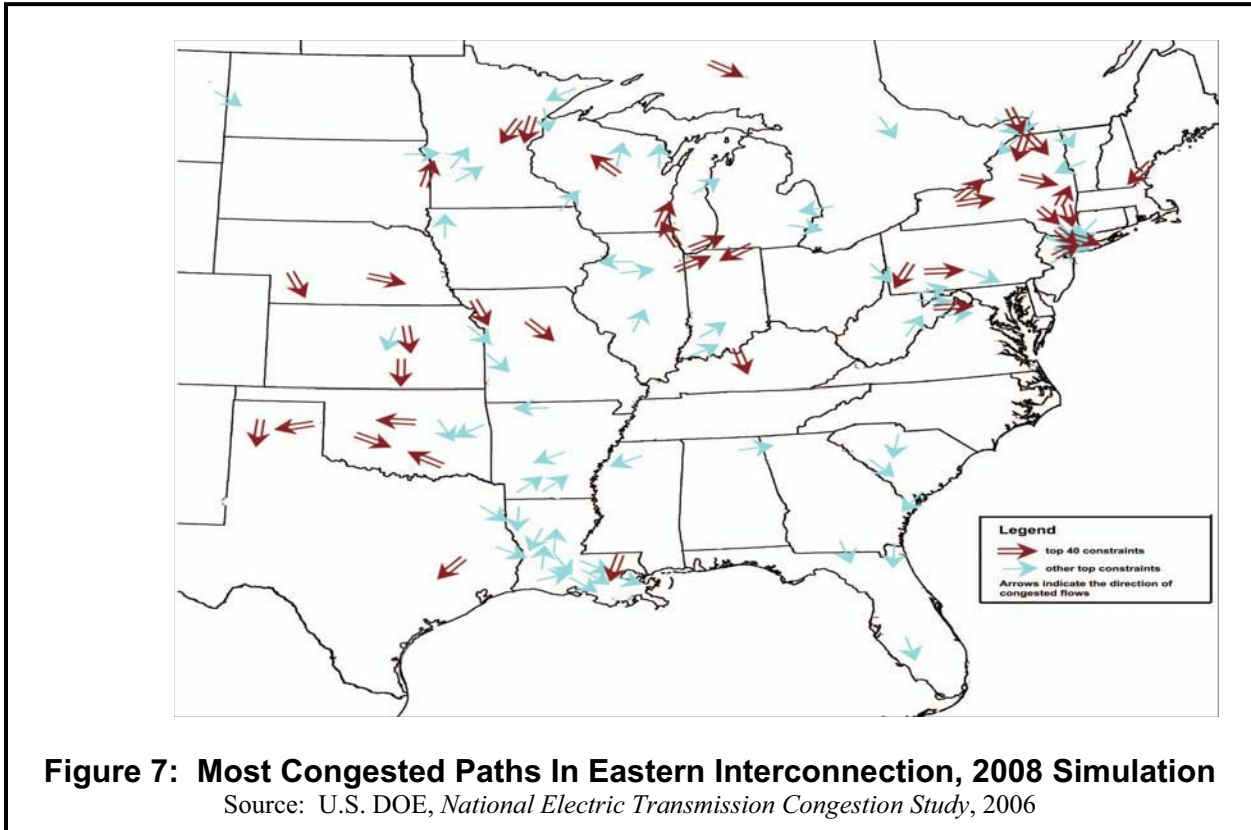 Legend
top 40 constraints
other top constraints
Arrows indicate the direction of
congested flows
Figure 7: Most Congested Paths In Eastern Interconnection, 2008 Simulation
Source: U.S. DOE, National Electric Transmission Congestion Study, 2006